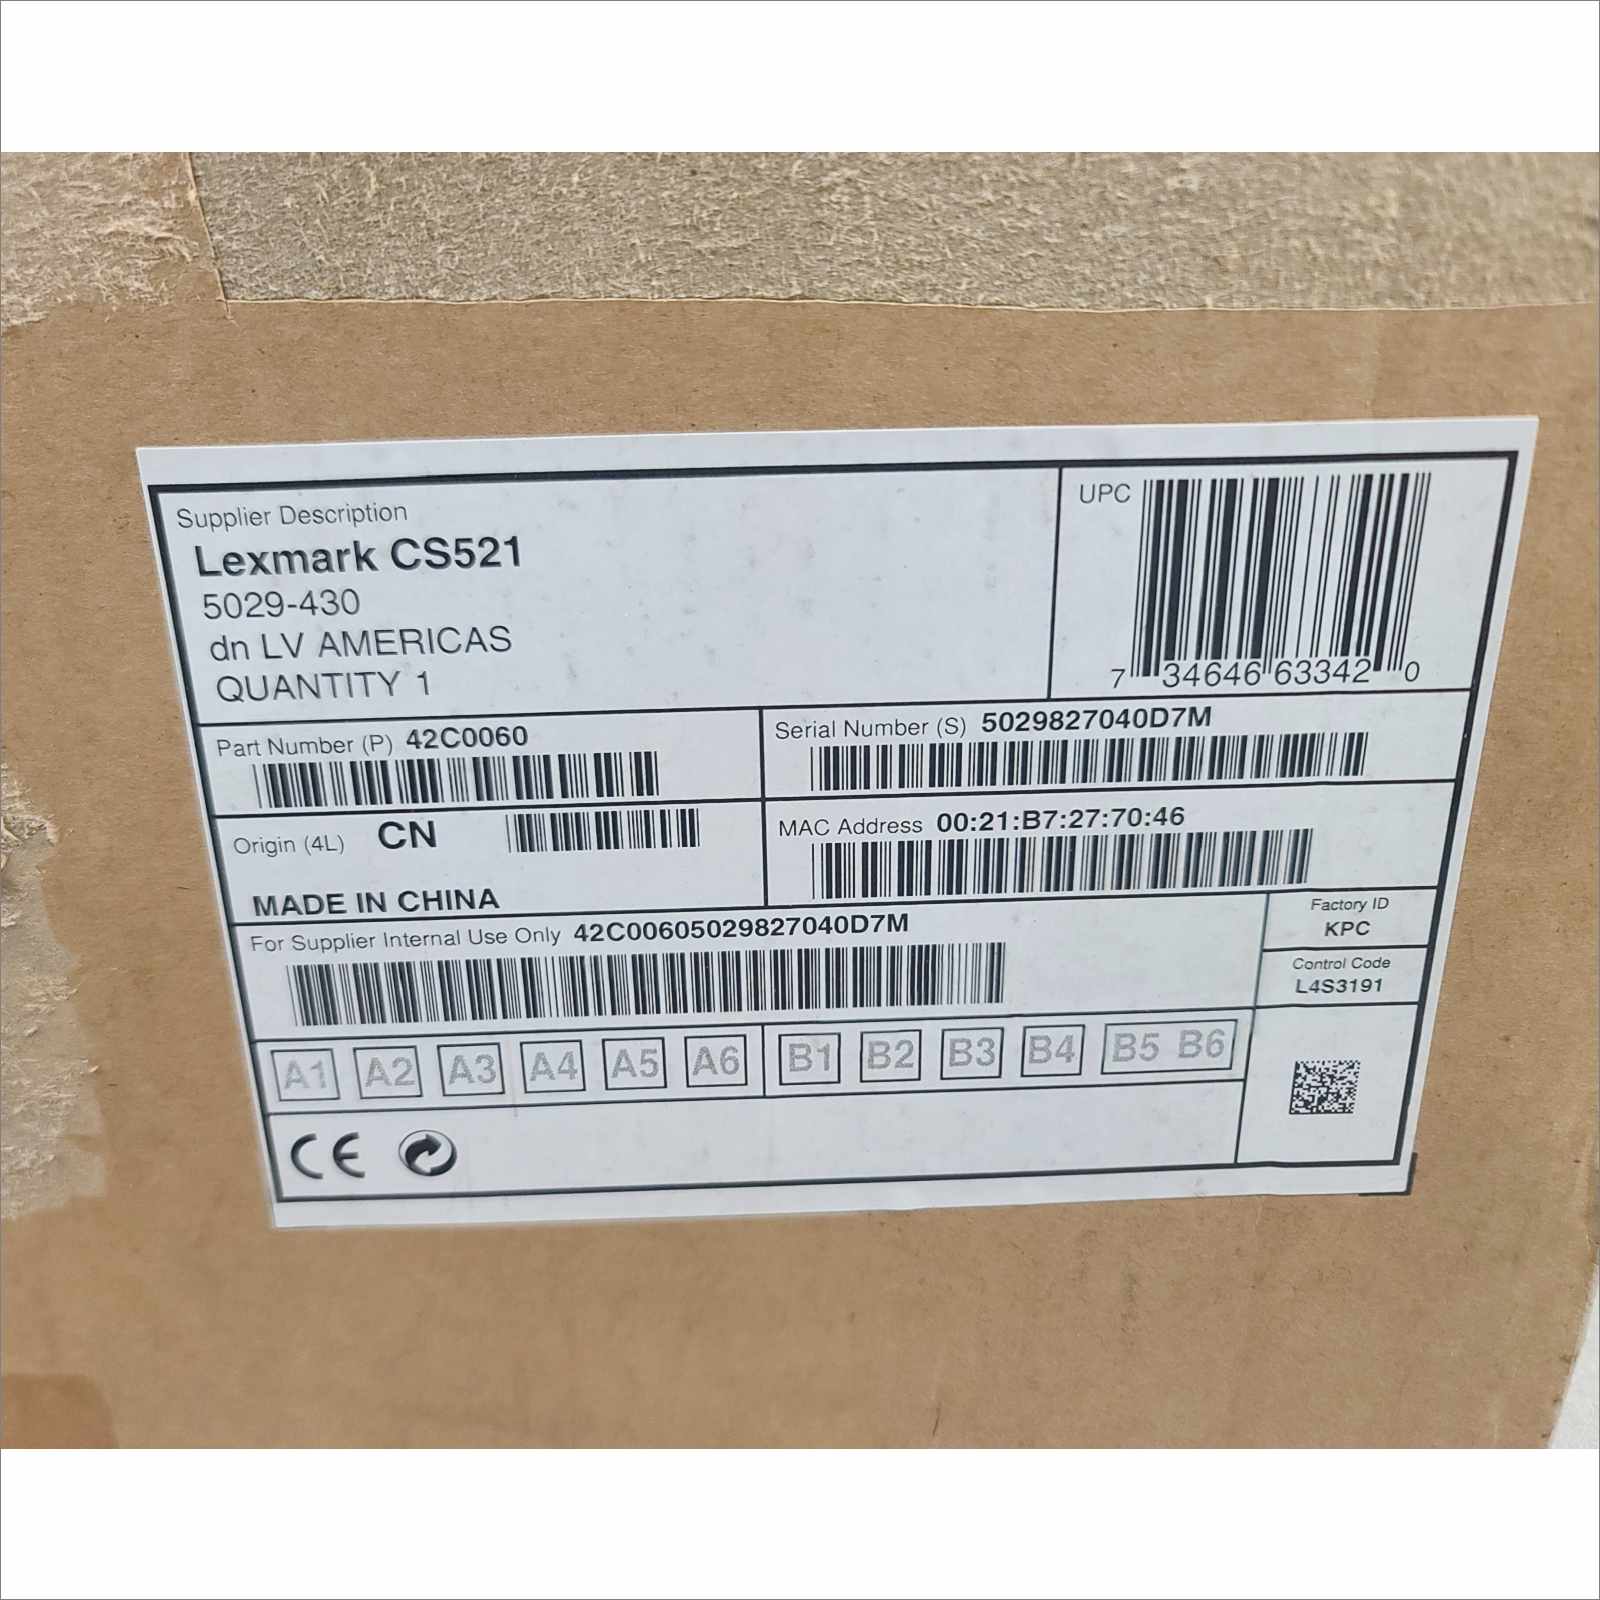 Supplier Description
Lexmark CS521
5029-430
dn LV AMERICAS
QUANTITY 1
UPC
7 34646 63342 0
Part Number (P) 42C0060
Serial Number (S) 5029827040D7M
Origin (4L) CN
MAC Address 00:21:B7:27:70:46
MADE IN CHINA
For Supplier Internal Use Only 42C00605029827040D7M
Factory ID
KPC
Control Code
L4S3191
A1 A2 A3 A4 A5 A6 B1 B2 B3 B4 B5 B6
CE